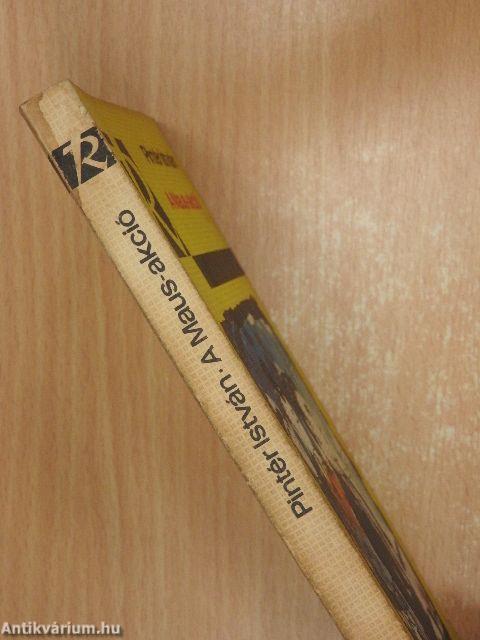 R
Pintér István. A Maus-akció
Antikvárium.hu